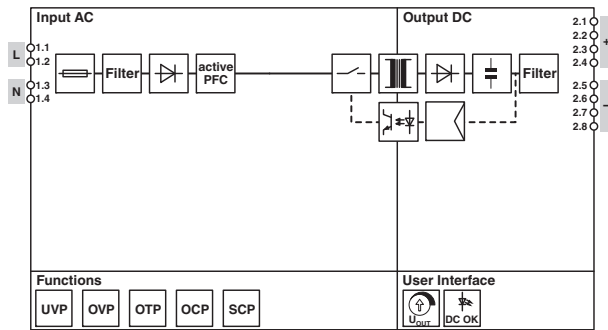 Input AC
Output DC
L
1.1
1.2
N
1.3
1.4
Filter
active
PFC
Filter
2.1
2.2
2.3
2.4
+
2.5
2.6
2.7
2.8
–
Functions
UVP
OVP
OTP
OCP
SCP
User Interface
UOUT
DC OK